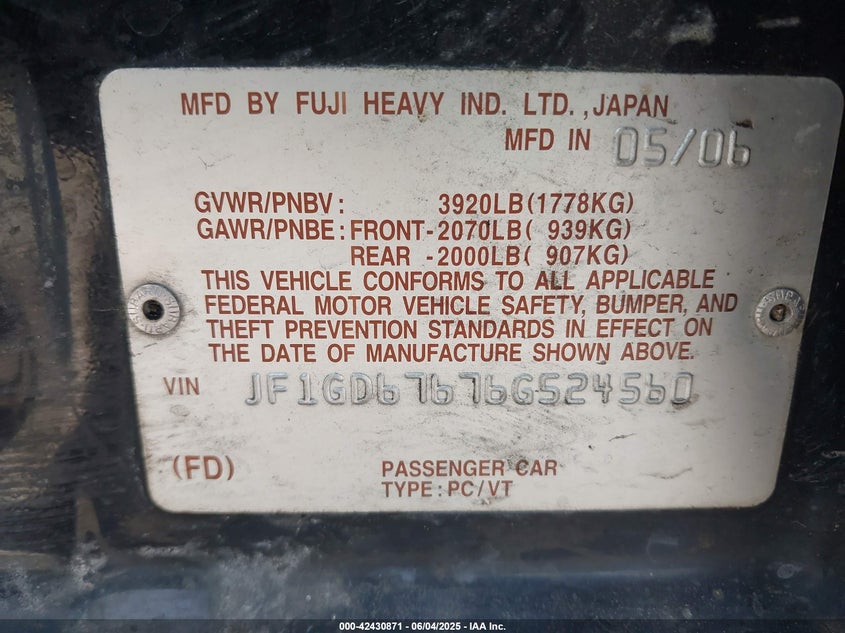 MFD BY FUJI HEAVY IND. LTD., JAPAN
MFD IN 05/06
GVWR/PNBV: 3920LB(1778KG)
GAWR/PNBE: FRONT-2070LB( 939KG)
REAR -2000LB( 907KG)
THIS VEHICLE CONFORMS TO ALL APPLICABLE
FEDERAL MOTOR VEHICLE SAFETY, BUMPER, AND
THEFT PREVENTION STANDARDS IN EFFECT ON
THE DATE OF MANUFACTURE SHOWN ABOVE.
VIN JF1GD67676G524560
(FD) PASSENGER CAR
TYPE: PC/VT
000-42430871 - 06/04/2025 - IAA Inc.